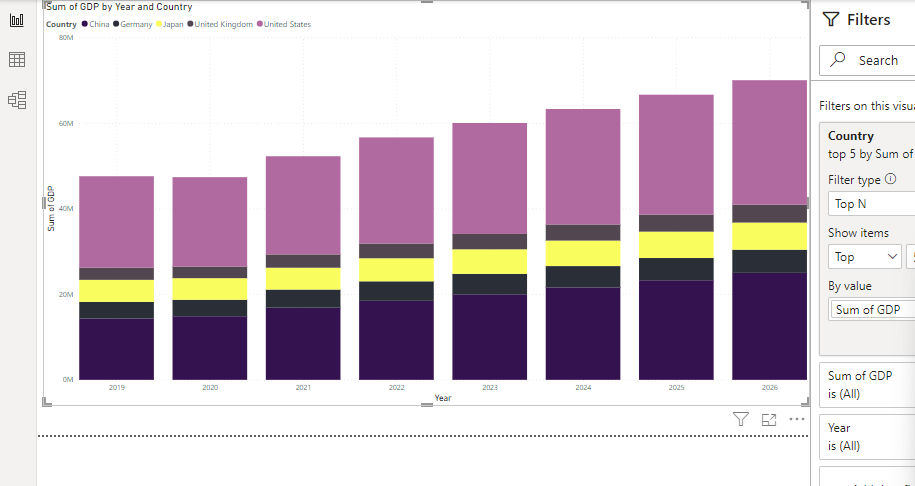 Sum of GDP by Year and Country
Country China Germany Japan United Kingdom United States
80M
60M
40M
20M
0M
Sum of GDP
2019 2020 2021 2022 2023 2024 2025 2026
Year
Filters
Search
Filters on this visua
Country
top 5 by Sum of
Filter type
Top N
Show items
Top
By value
Sum of GDP
Sum of GDP
is (All)
Year
is (All)